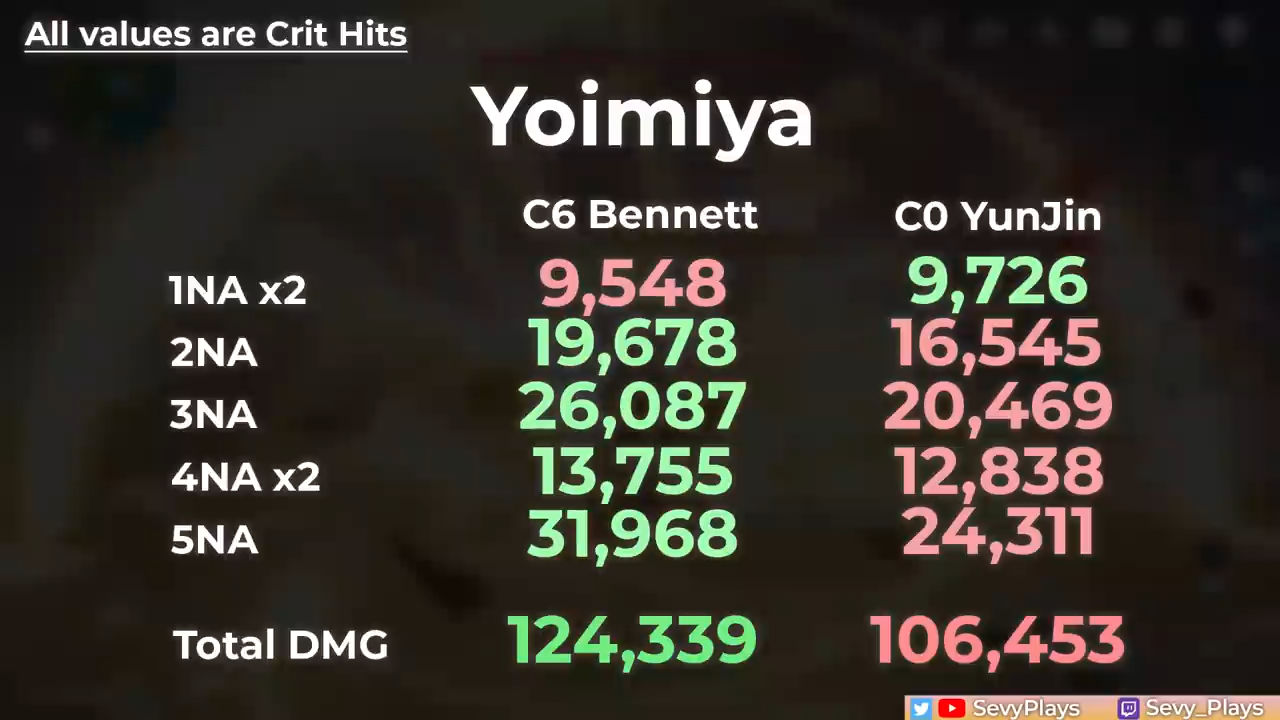 All values are Crit Hits
Yoimiya
C6 Bennett C0 YunJin
1NA x2 9,548 9,726
2NA 19,678 16,545
3NA 26,087 20,469
4NA x2 13,755 12,838
5NA 31,968 24,311
Total DMG 124,339 106,453
SevyPlays Sevy_Plays